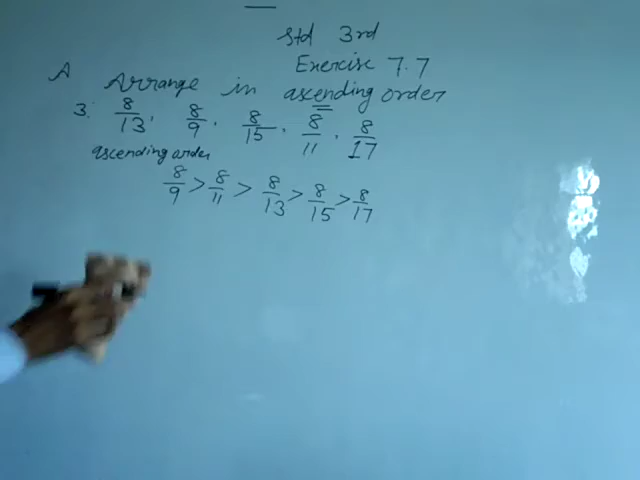 Std 3rd
Exercise 7.7
A Arrange in ascending order
3. 8/13, 8/9, 8/15, 8/11, 8/17
ascending order
8/9 > 8/11 > 8/13 > 8/15 > 8/17